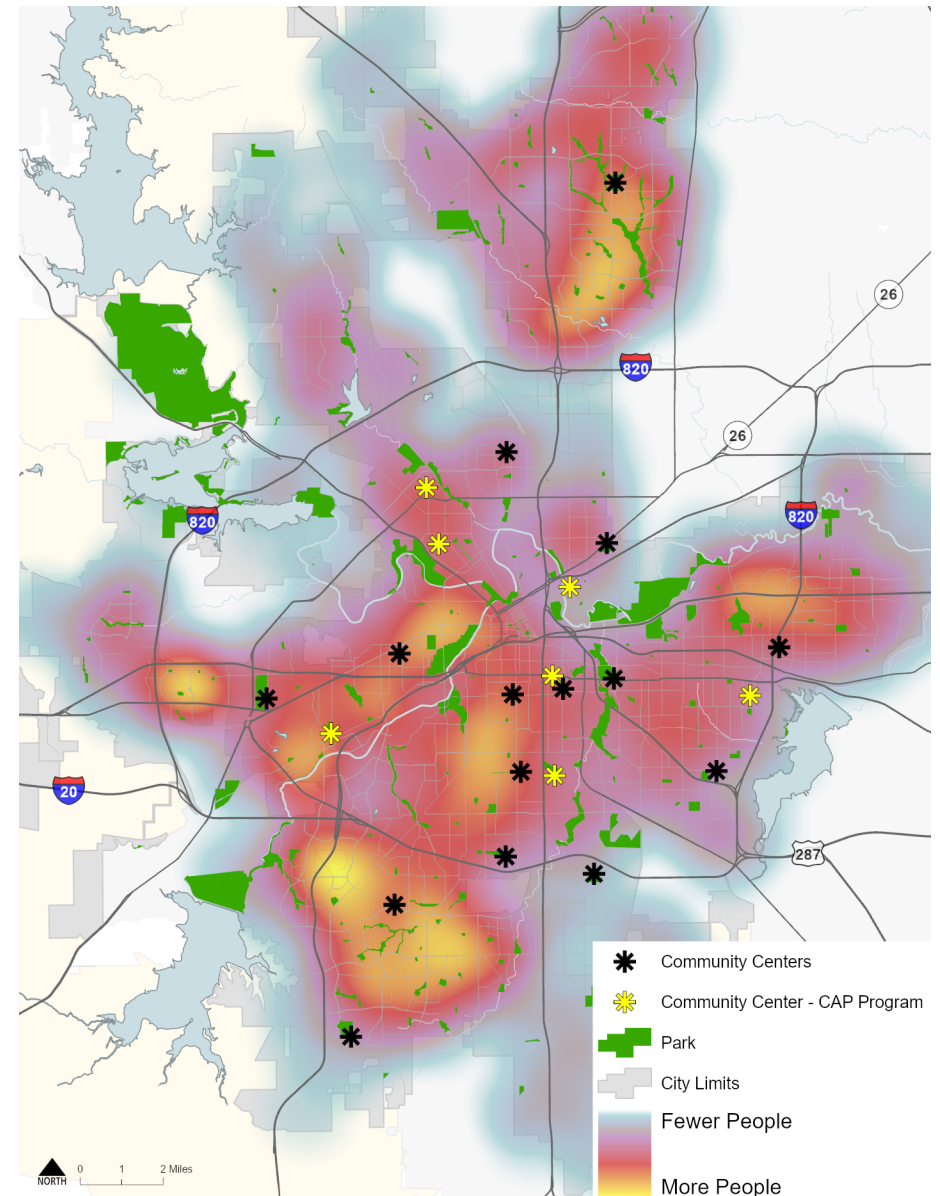 26
820
26
820
820
20
287
Community Centers
Community Center - CAP Program
Park
City Limits
Fewer People
More People
NORTH
0 1 2 Miles